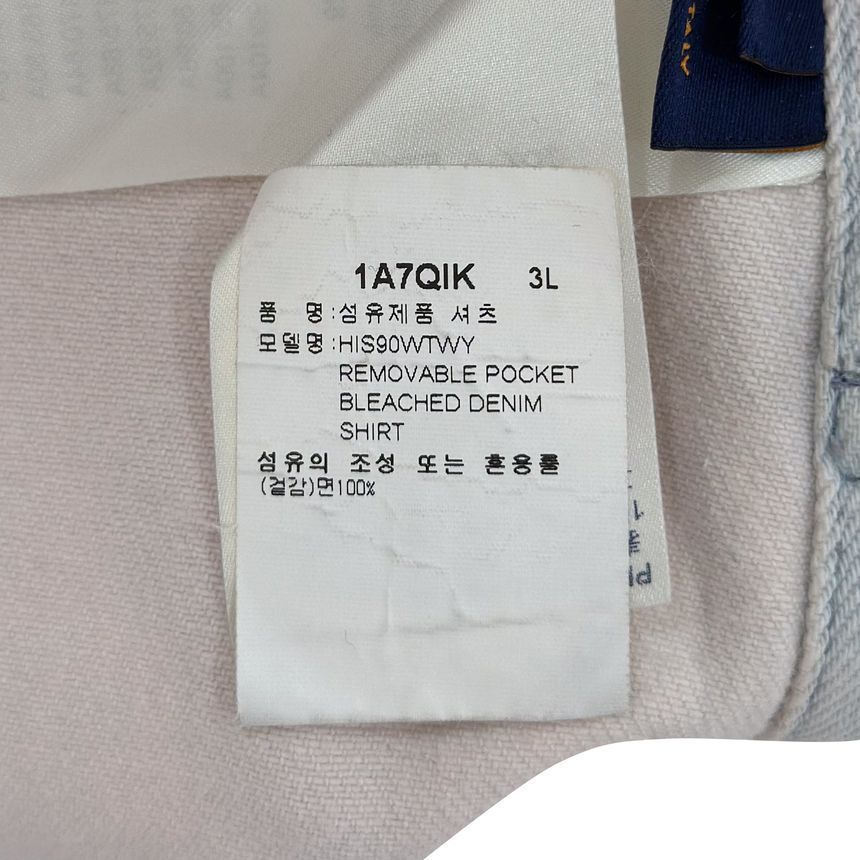 ITALY
1A7QIK 3L
품 명:섬유제품 셔츠
모델명:HIS90WTWY
REMOVABLE POCKET
BLEACHED DENIM
SHIRT
섬유의 조성 또는 혼용률
(겉감)면100%